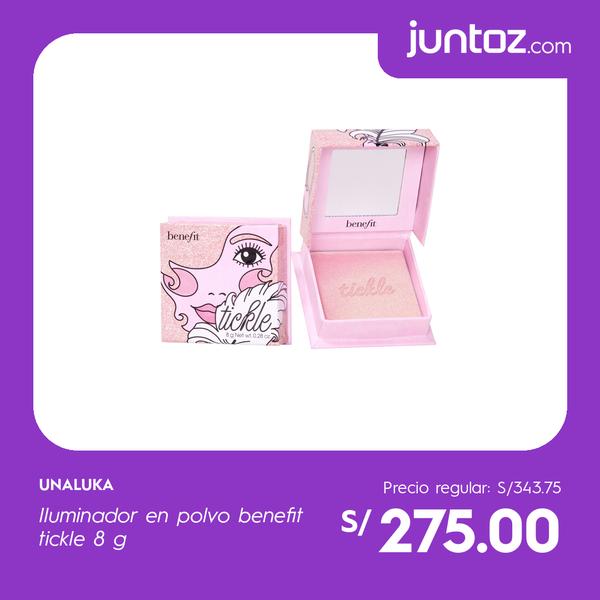 juntoz.com
benefit
tickle
benefit
tickle
8 g Net wt. 0.28 oz.
UNALUKA
Iluminador en polvo benefit
tickle 8 g
Precio regular: S/343.75
S/ 275.00